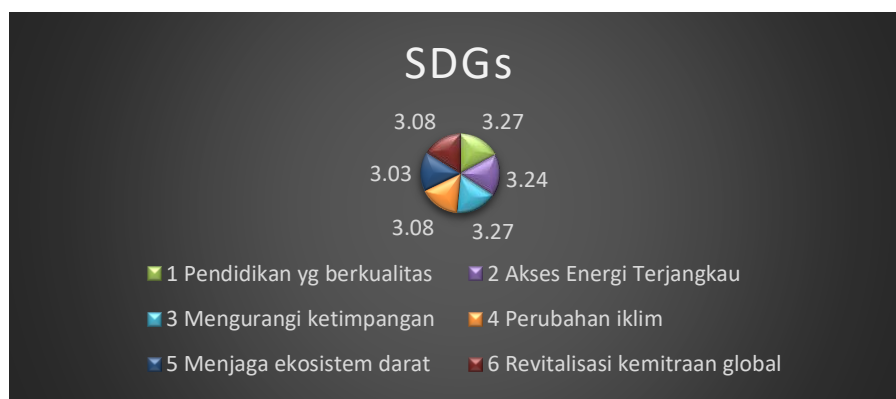 SDGs
3.08 3.27
3.03 3.24
3.08 3.27
1 Pendidikan yg berkualitas 2 Akses Energi Terjangkau
3 Mengurangi ketimpangan 4 Perubahan iklim
5 Menjaga ekosistem darat 6 Revitalisasi kemitraan global